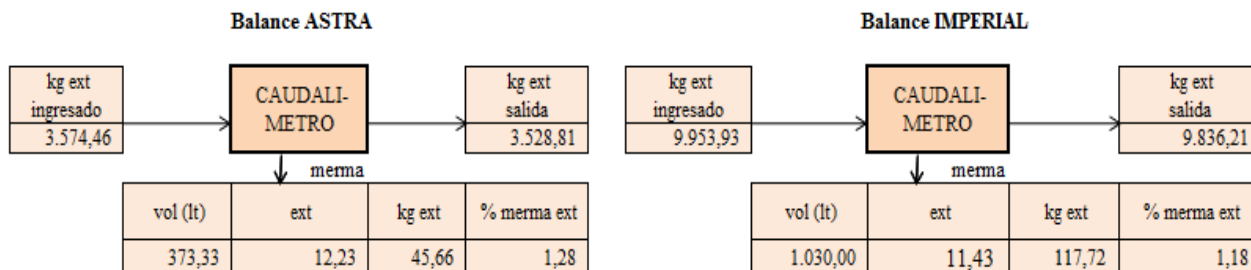 Balance ASTRA
kg ext
ingresado
3.574,46
CAUDALI-
METRO
kg ext
salida
3.528,81
merma
vol (lt) ext kg ext % merma ext
373,33 12,23 45,66 1,28
Balance IMPERIAL
kg ext
ingresado
9.953,93
CAUDALI-
METRO
kg ext
salida
9.836,21
merma
vol (lt) ext kg ext % merma ext
1.030,00 11,43 117,72 1,18